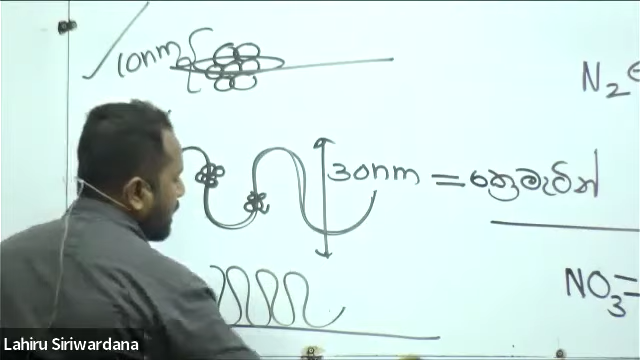 10nm
N₂
30nm = ක්‍රොමැටින්
NO₃=
Lahiru Siriwardana